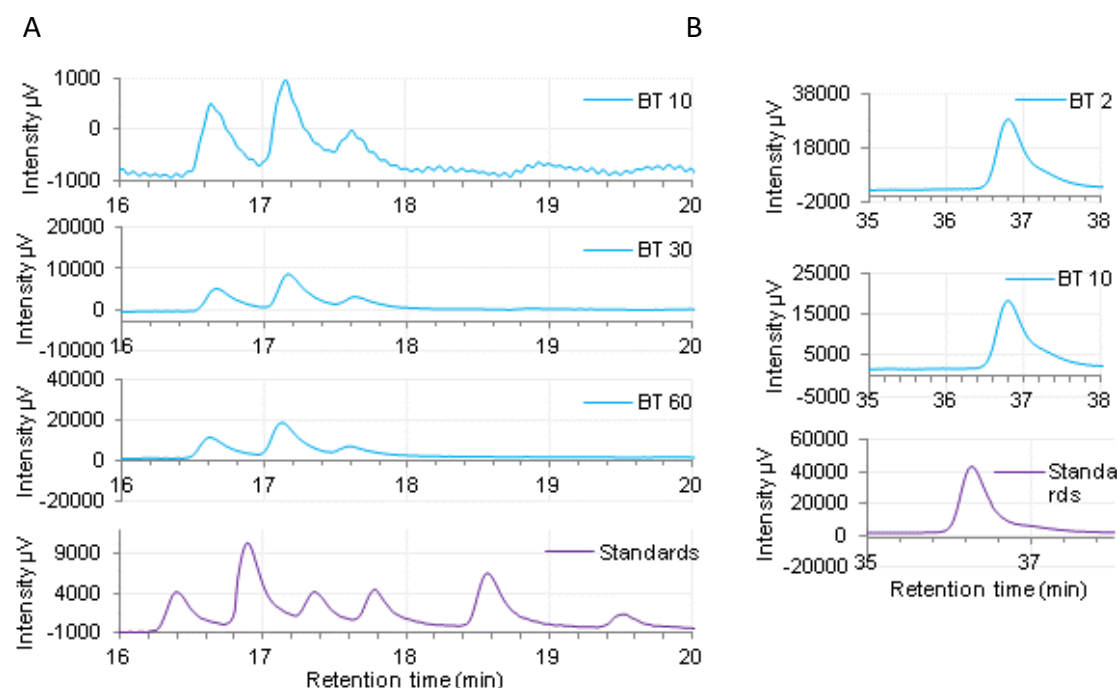 A
B
Intensity µV
1000
0
-1000
BT 10
16 17 18 19 20
Intensity µV
20000
10000
0
-10000
BT 30
16 17 18 19 20
Intensity µV
40000
20000
0
-20000
BT 60
16 17 18 19 20
Intensity µV
9000
4000
-1000
Standards
16 17 18 19 20
Retention time (min)
Intensity µV
38000
18000
-2000
BT 2
35 36 37 38
Intensity µV
25000
15000
5000
-5000
BT 10
35 36 37 38
Intensity µV
60000
40000
20000
0
-20000
Standa
rds
35 37
Retention time (min)